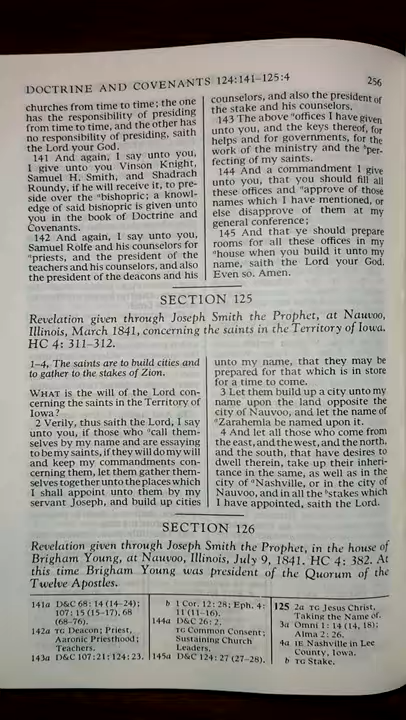 DOCTRINE AND COVENANTS 124:141–125:4
256
churches from time to time; the one
has the responsibility of presiding
from time to time, and the other has
no responsibility of presiding, saith
the Lord your God.
141 And again, I say unto you,
I give unto you Vinson Knight,
Samuel H. Smith, and Shadrach
Roundy, if he will receive it, to pre-
side over the ᵃbishopric; a knowl-
edge of said bishopric is given unto
you in the book of Doctrine and
Covenants.
142 And again, I say unto you,
Samuel Rolfe and his counselors for
ᵃpriests, and the president of the
teachers and his counselors, and also
the president of the deacons and his
counselors, and also the president of
the stake and his counselors.
143 The above ᵃoffices I have given
unto you, and the keys thereof, for
helps and for governments, for the
work of the ministry and the ᵇper-
fecting of my saints.
144 And a commandment I give
unto you, that you should fill all
these offices and ᵃapprove of those
names which I have mentioned, or
else disapprove of them at my
general conference;
145 And that ye should prepare
rooms for all these offices in my
ᵃhouse when you build it unto my
name, saith the Lord your God.
Even so. Amen.
SECTION 125
Revelation given through Joseph Smith the Prophet, at Nauvoo,
Illinois, March 1841, concerning the saints in the Territory of Iowa.
HC 4: 311–312.
1–4, The saints are to build cities and
to gather to the stakes of Zion.
WHAT is the will of the Lord con-
cerning the saints in the Territory of
Iowa?
2 Verily, thus saith the Lord, I say
unto you, if those who ᵃcall them-
selves by my name and are essaying
to be my saints, if they will do my will
and keep my commandments con-
cerning them, let them gather them-
selves together unto the places which
I shall appoint unto them by my
servant Joseph, and build up cities
unto my name, that they may be
prepared for that which is in store
for a time to come.
3 Let them build up a city unto my
name upon the land opposite the
city of Nauvoo, and let the name of
ᵃZarahemla be named upon it.
4 And let all those who come from
the east, and the west, and the north,
and the south, that have desires to
dwell therein, take up their inheri-
tance in the same, as well as in the
city of ᵃNashville, or in the city of
Nauvoo, and in all the ᵇstakes which
I have appointed, saith the Lord.
SECTION 126
Revelation given through Joseph Smith the Prophet, in the house of
Brigham Young, at Nauvoo, Illinois, July 9, 1841. HC 4: 382. At
this time Brigham Young was president of the Quorum of the
Twelve Apostles.
141a D&C 68: 14 (14–24);
107: 15 (15–17), 68
(68–76).
142a TG Deacon; Priest,
Aaronic Priesthood;
Teachers.
143a D&C 107:21; 124:23.
b 1 Cor. 12: 28; Eph. 4:
11 (11–16).
144a D&C 26: 2.
TG Common Consent;
Sustaining Church
Leaders.
145a D&C 124: 27 (27–28).
125 2a TG Jesus Christ,
Taking the Name of.
3a Omni 1: 14 (14, 18);
Alma 2: 26.
4a IE Nashville in Lee
County, Iowa.
b TG Stake.